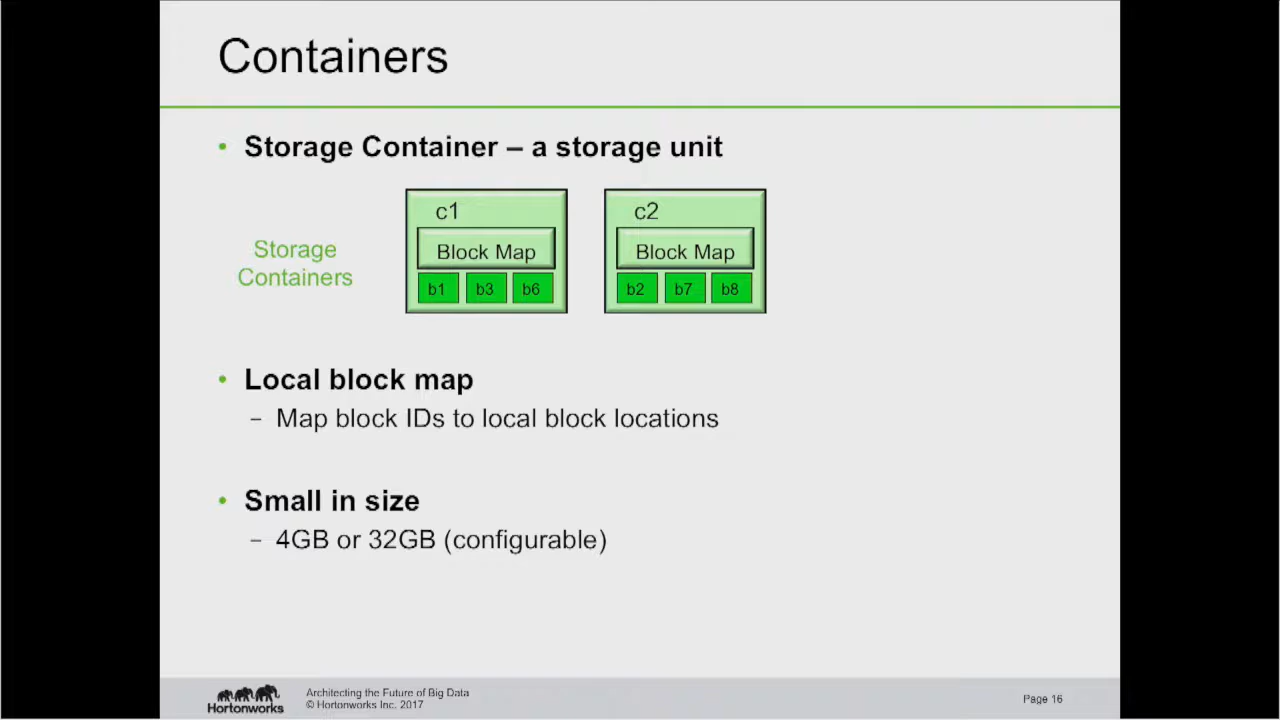 Containers
• Storage Container – a storage unit
Storage
Containers
c1
Block Map
b1 b3 b6
c2
Block Map
b2 b7 b8
• Local block map
– Map block IDs to local block locations
• Small in size
– 4GB or 32GB (configurable)
Hortonworks
Architecting the Future of Big Data
© Hortonworks Inc. 2017
Page 16